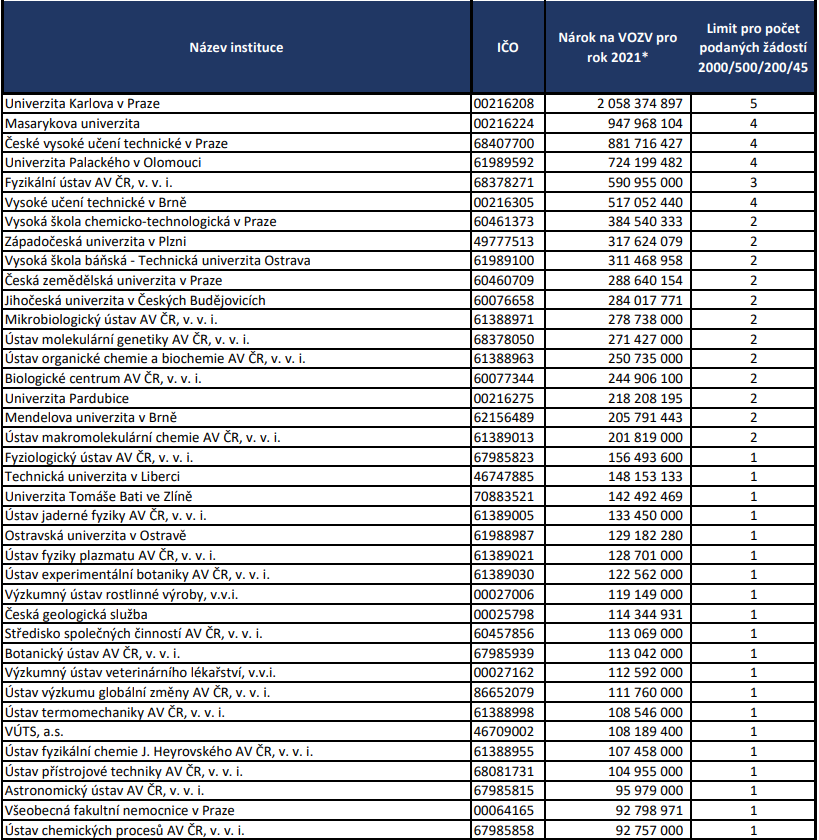 Název instituce IČO Nárok na VOZV pro rok 2021* Limit pro počet podaných žádostí 2000/500/200/45
Univerzita Karlova v Praze 00216208 2 058 374 897 5
Masarykova univerzita 00216224 947 968 104 4
České vysoké učení technické v Praze 68407700 881 716 427 4
Univerzita Palackého v Olomouci 61989592 724 199 482 4
Fyzikální ústav AV ČR, v. v. i. 68378271 590 955 000 3
Vysoké učení technické v Brně 00216305 517 052 440 4
Vysoká škola chemicko-technologická v Praze 60461373 384 540 333 2
Západočeská univerzita v Plzni 49777513 317 624 079 2
Vysoká škola báňská - Technická univerzita Ostrava 61989100 311 468 958 2
Česká zemědělská univerzita v Praze 60460709 288 640 154 2
Jihočeská univerzita v Českých Budějovicích 60076658 284 017 771 2
Mikrobiologický ústav AV ČR, v. v. i. 61388971 278 738 000 2
Ústav molekulární genetiky AV ČR, v. v. i. 68378050 271 427 000 2
Ústav organické chemie a biochemie AV ČR, v. v. i. 61388963 250 735 000 2
Biologické centrum AV ČR, v. v. i. 60077344 244 906 100 2
Univerzita Pardubice 00216275 218 208 195 2
Mendelova univerzita v Brně 62156489 205 791 443 2
Ústav makromolekulární chemie AV ČR, v. v. i. 61389013 201 819 000 2
Fyziologický ústav AV ČR, v. v. i. 67985823 156 493 600 1
Technická univerzita v Liberci 46747885 148 153 133 1
Univerzita Tomáše Bati ve Zlíně 70883521 142 492 469 1
Ústav jaderné fyziky AV ČR, v. v. i. 61389005 133 450 000 1
Ostravská univerzita v Ostravě 61988987 129 182 280 1
Ústav fyziky plazmatu AV ČR, v. v. i. 61389021 128 701 000 1
Ústav experimentální botaniky AV ČR, v. v. i. 61389030 122 562 000 1
Výzkumný ústav rostlinné výroby, v.v.i. 00027006 119 149 000 1
Česká geologická služba 00025798 114 344 931 1
Středisko společných činností AV ČR, v. v. i. 60457856 113 069 000 1
Botanický ústav AV ČR, v. v. i. 67985939 113 042 000 1
Výzkumný ústav veterinárního lékařství, v.v.i. 00027162 112 592 000 1
Ústav výzkumu globální změny AV ČR, v. v. i. 86652079 111 760 000 1
Ústav termomechaniky AV ČR, v. v. i. 61388998 108 546 000 1
VÚTS, a.s. 46709002 108 189 400 1
Ústav fyzikální chemie J. Heyrovského AV ČR, v. v. i. 61388955 107 458 000 1
Ústav přístrojové techniky AV ČR, v. v. i. 68081731 104 955 000 1
Astronomický ústav AV ČR, v. v. i. 67985815 95 979 000 1
Všeobecná fakultní nemocnice v Praze 00064165 92 798 971 1
Ústav chemických procesů AV ČR, v. v. i. 67985858 92 757 000 1